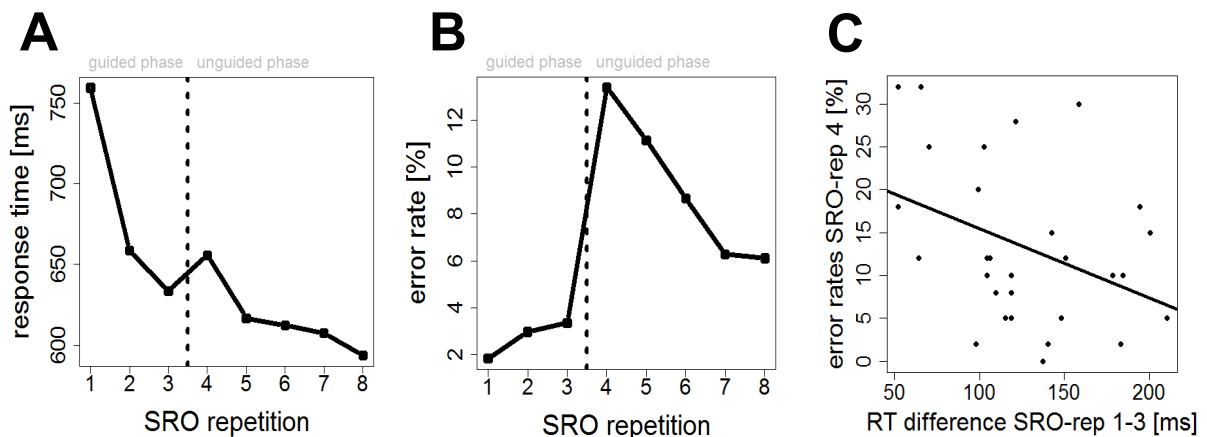 A
guided phase unguided phase
response time [ms]
750
700
650
600
1 2 3 4 5 6 7 8
SRO repetition
B
guided phase unguided phase
error rate [%]
12
10
8
6
4
2
1 2 3 4 5 6 7 8
SRO repetition
C
error rates SRO-rep 4 [%]
30
25
20
15
10
5
0
50 100 150 200
RT difference SRO-rep 1-3 [ms]